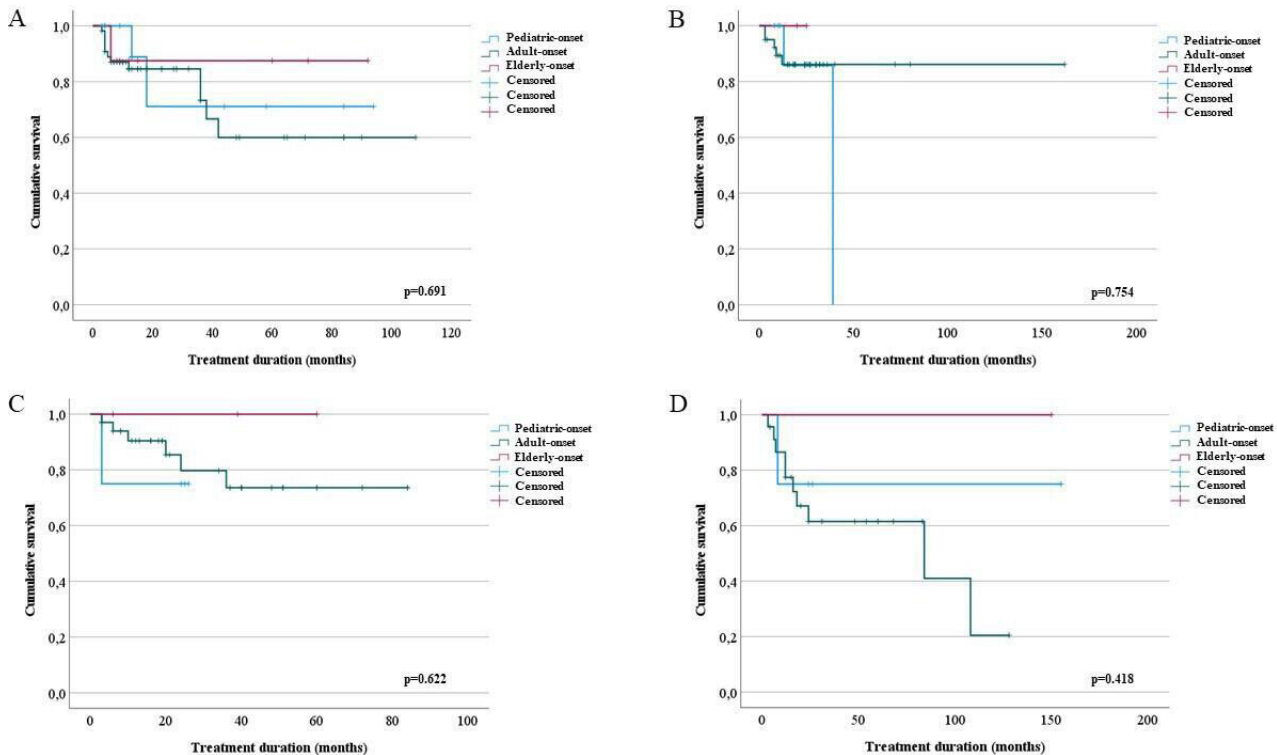 A
Cumulative survival
1,0
0,8
0,6
0,4
0,2
0,0
0 20 40 60 80 100 120
Treatment duration (months)
p=0.691
Pediatric-onset
Adult-onset
Elderly-onset
Censored
Censored
Censored
B
Cumulative survival
1,0
0,8
0,6
0,4
0,2
0,0
0 50 100 150 200
Treatment duration (months)
p=0.754
Pediatric-onset
Adult-onset
Elderly-onset
Censored
Censored
Censored
C
Cumulative survival
1,0
0,8
0,6
0,4
0,2
0,0
0 20 40 60 80 100
Treatment duration (months)
p=0.622
Pediatric-onset
Adult-onset
Elderly-onset
Censored
Censored
Censored
D
Cumulative survival
1,0
0,8
0,6
0,4
0,2
0,0
0 50 100 150 200
Treatment duration (months)
p=0.418
Pediatric-onset
Adult-onset
Elderly-onset
Censored
Censored
Censored